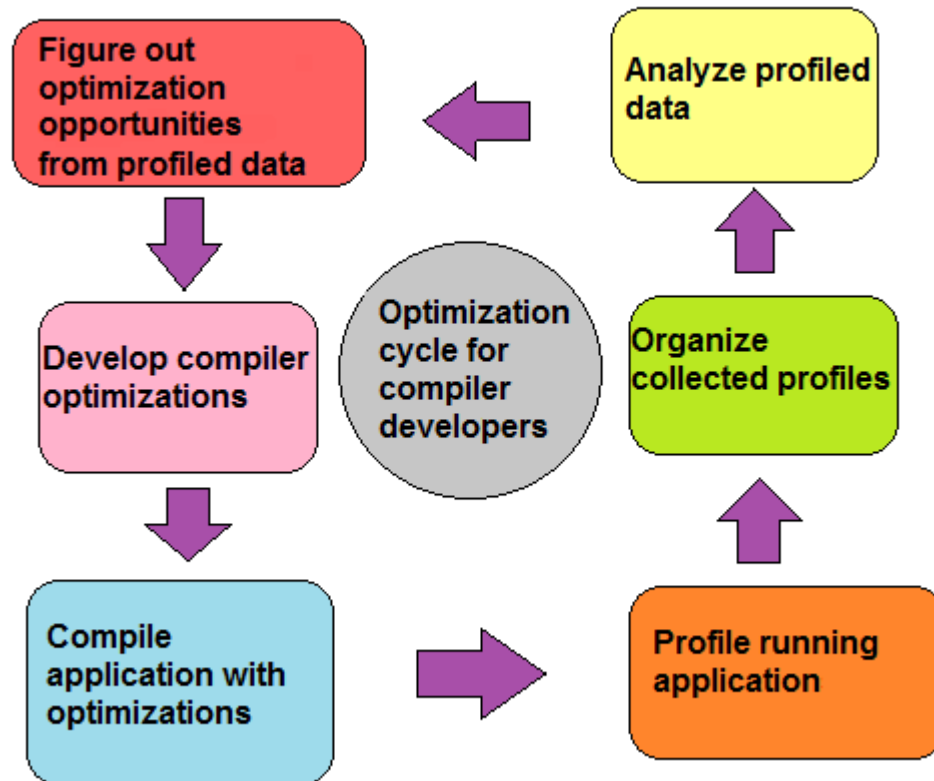 Figure out
optimization
opportunities
from profiled data
Analyze profiled
data
Develop compiler
optimizations
Optimization
cycle for
compiler
developers
Organize
collected profiles
Compile
application with
optimizations
Profile running
application